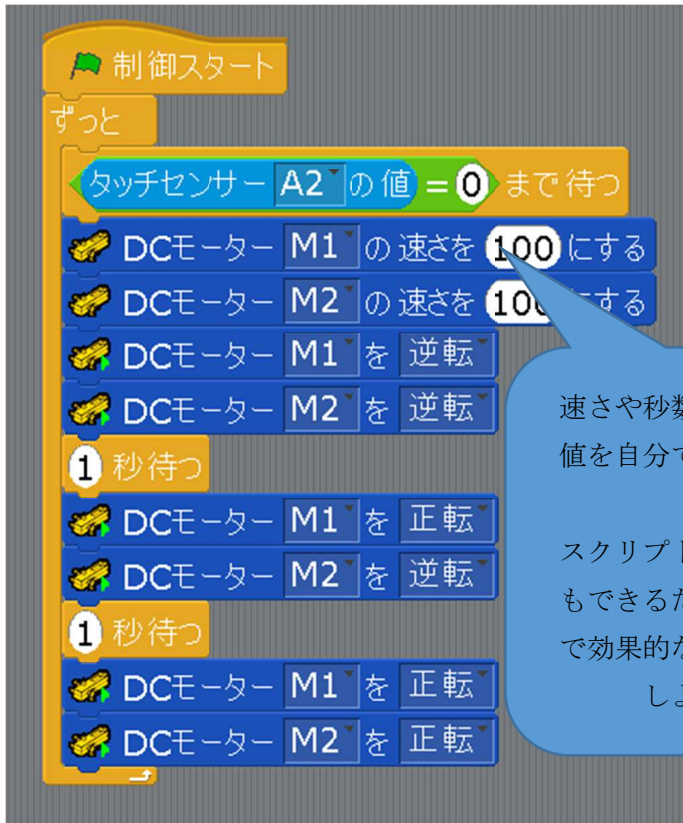 制御スタート
ずっと
タッチセンサー A2 の値 = 0 まで待つ
DCモーター M1 の速さを 100 にする
DCモーター M2 の速さを 10 する
DCモーター M1 を 逆転
DCモーター M2 を 逆転
1 秒待つ
DCモーター M1 を 正転
DCモーター M2 を 逆転
1 秒待つ
DCモーター M1 を 正転
DCモーター M2 を 正転
速さや秒数
値を自分で
スクリプト
もできるだ
で効果的な
しよ